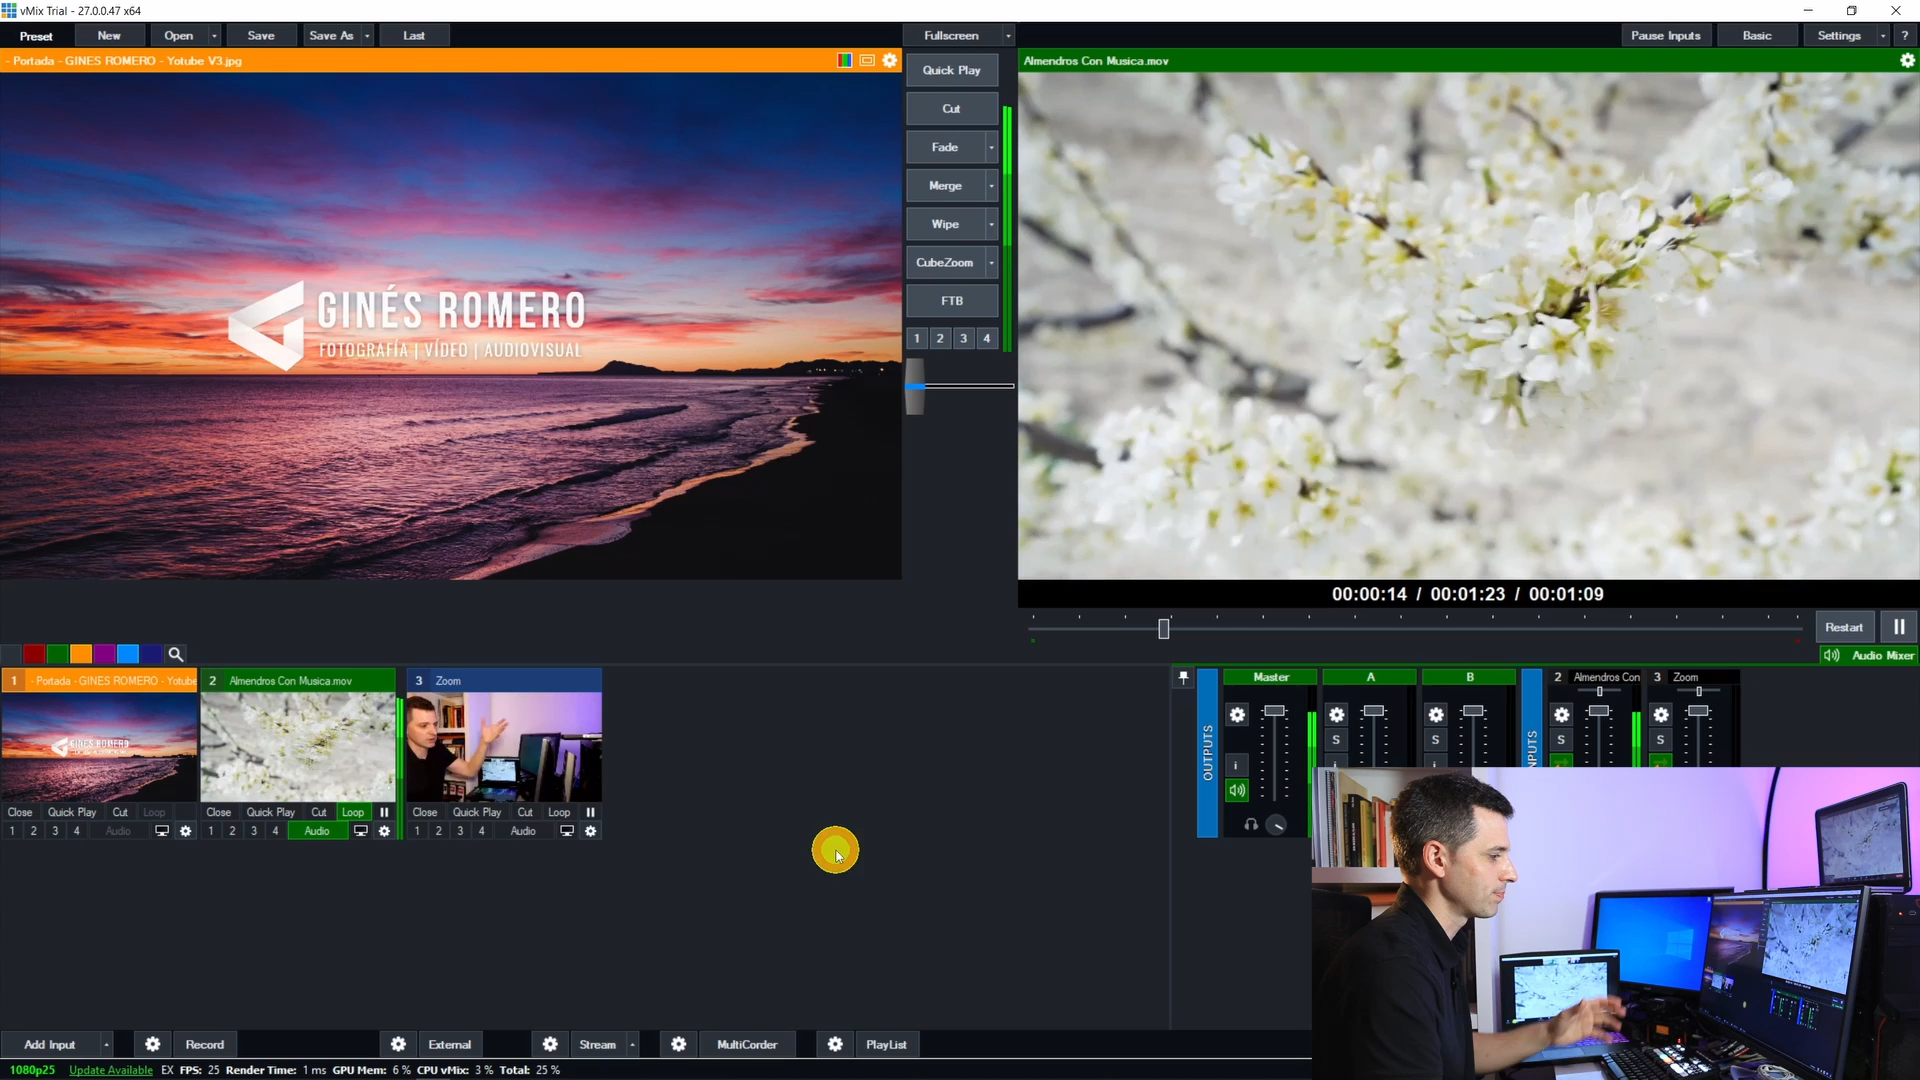 vMix Trial - 27.0.0.47 x64
Preset New Open Save Save As Last Fullscreen Pause Inputs Basic Settings ?
- Portada - GINES ROMERO - Yotube V3.jpg
Almendros Con Musica.mov
Quick Play
Cut
Fade
Merge
Wipe
CubeZoom
FTB
1 2 3 4
GINÉS ROMERO
FOTOGRAFÍA | VÍDEO | AUDIOVISUAL
00:00:14 / 00:01:23 / 00:01:09
Restart
Audio Mixer
1 - Portada - GINES ROMERO - Yotube
2 Almendros Con Musica.mov
3 Zoom
GINÉS ROMERO
Close Quick Play Cut Loop
1 2 3 4 Audio
Close Quick Play Cut Loop
1 2 3 4 Audio
Close Quick Play Cut Loop
1 2 3 4 Audio
OUTPUTS
Master A B
S S
i i i
INPUTS
2 Almendros Con 3 Zoom
S S
Add Input Record External Stream MultiCorder PlayList
1080p25 Update Available EX FPS: 25 Render Time: 1 ms GPU Mem: 6 % CPU vMix: 3 % Total: 25 %